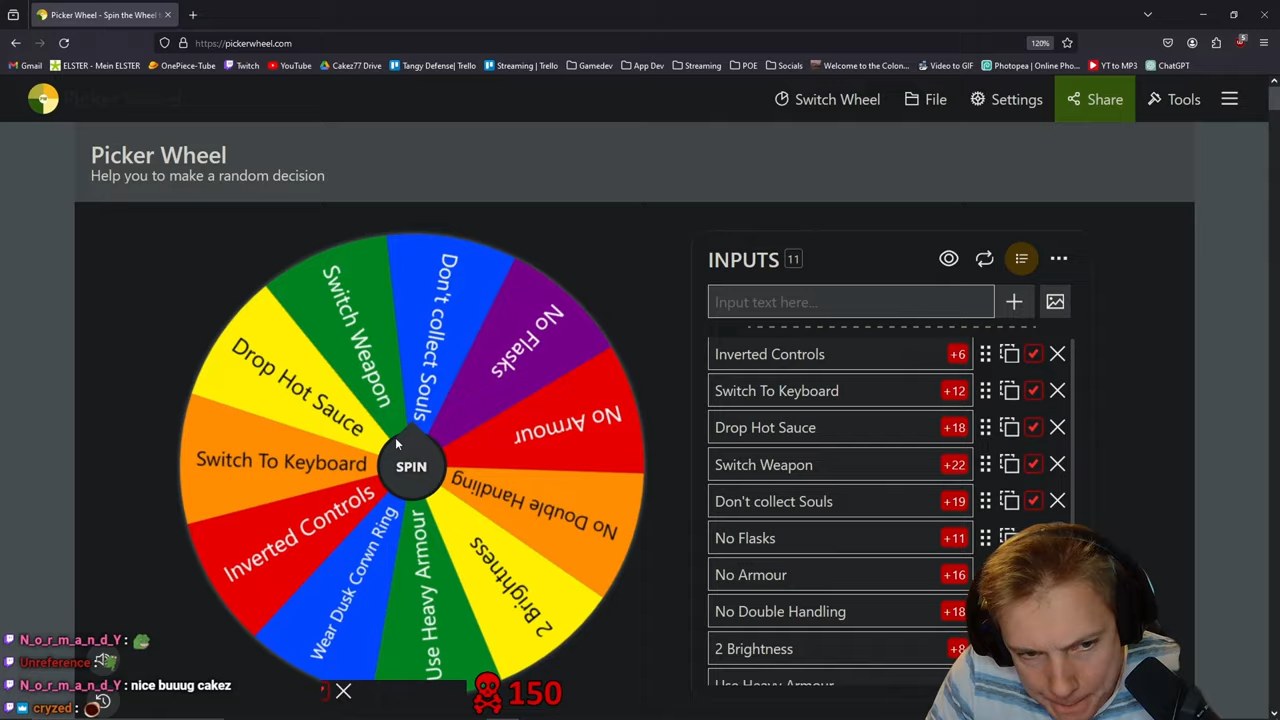 Picker Wheel - Spin the Wheel t
https://pickerwheel.com
120%
5
Gmail
ELSTER - Mein ELSTER
OnePiece-Tube
Twitch
YouTube
Cakez77 Drive
Tangy Defense| Trello
Streaming | Trello
Gamedev
App Dev
Streaming
POE
Socials
Welcome to the Colon...
Video to GIF
Photopea | Online Pho...
YT to MP3
ChatGPT
Switch Wheel
File
Settings
Share
Tools
Picker Wheel
Help you to make a random decision
Switch Weapon
Don't collect Souls
No Flasks
No Armour
No Double Handling
2 Brightness
Use Heavy Armour
Wear Dusk Corwn Ring
Inverted Controls
Switch To Keyboard
Drop Hot Sauce
SPIN
INPUTS 11
Input text here...
Inverted Controls +6
Switch To Keyboard +12
Drop Hot Sauce +18
Switch Weapon +22
Don't collect Souls +19
No Flasks +11
No Armour +16
No Double Handling +18
2 Brightness +8
Use Heavy Armour
N_o_r_m_a_n_d_Y :
Unreference :
N_o_r_m_a_n_d_Y : nice buuug cakez
cryzed :
150